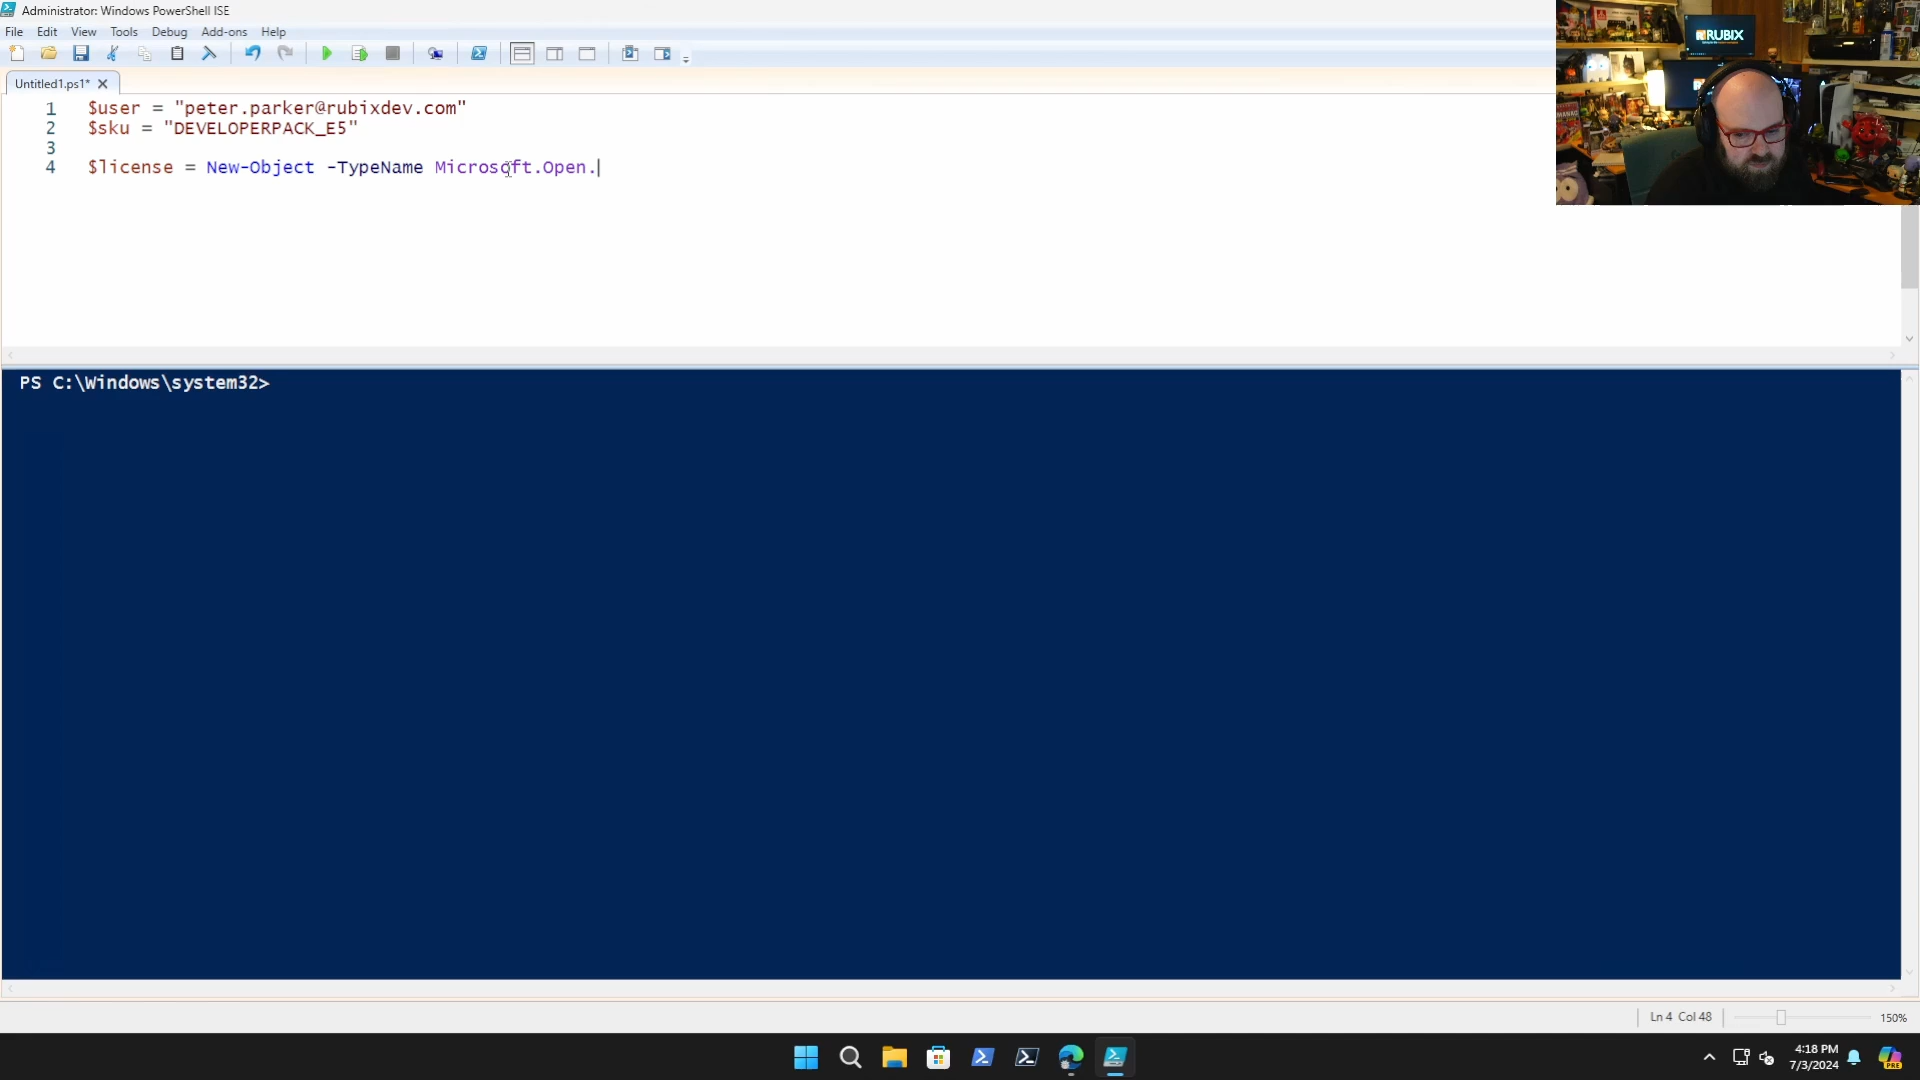 Administrator: Windows PowerShell ISE
File Edit View Tools Debug Add-ons Help
Untitled1.ps1*
1 $user = "peter.parker@rubixdev.com"
2 $sku = "DEVELOPERPACK_E5"
3
4 $license = New-Object -TypeName Microsoft.Open.
PS C:\Windows\system32>
RUBIX
Ln 4 Col 48
150%
4:18 PM
7/3/2024
PRE